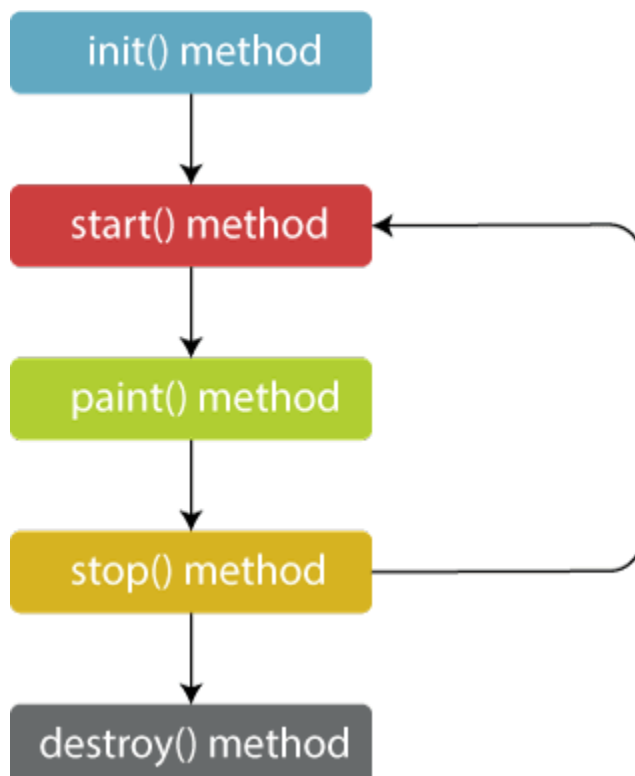 init() method
start() method
paint() method
stop() method
destroy() method